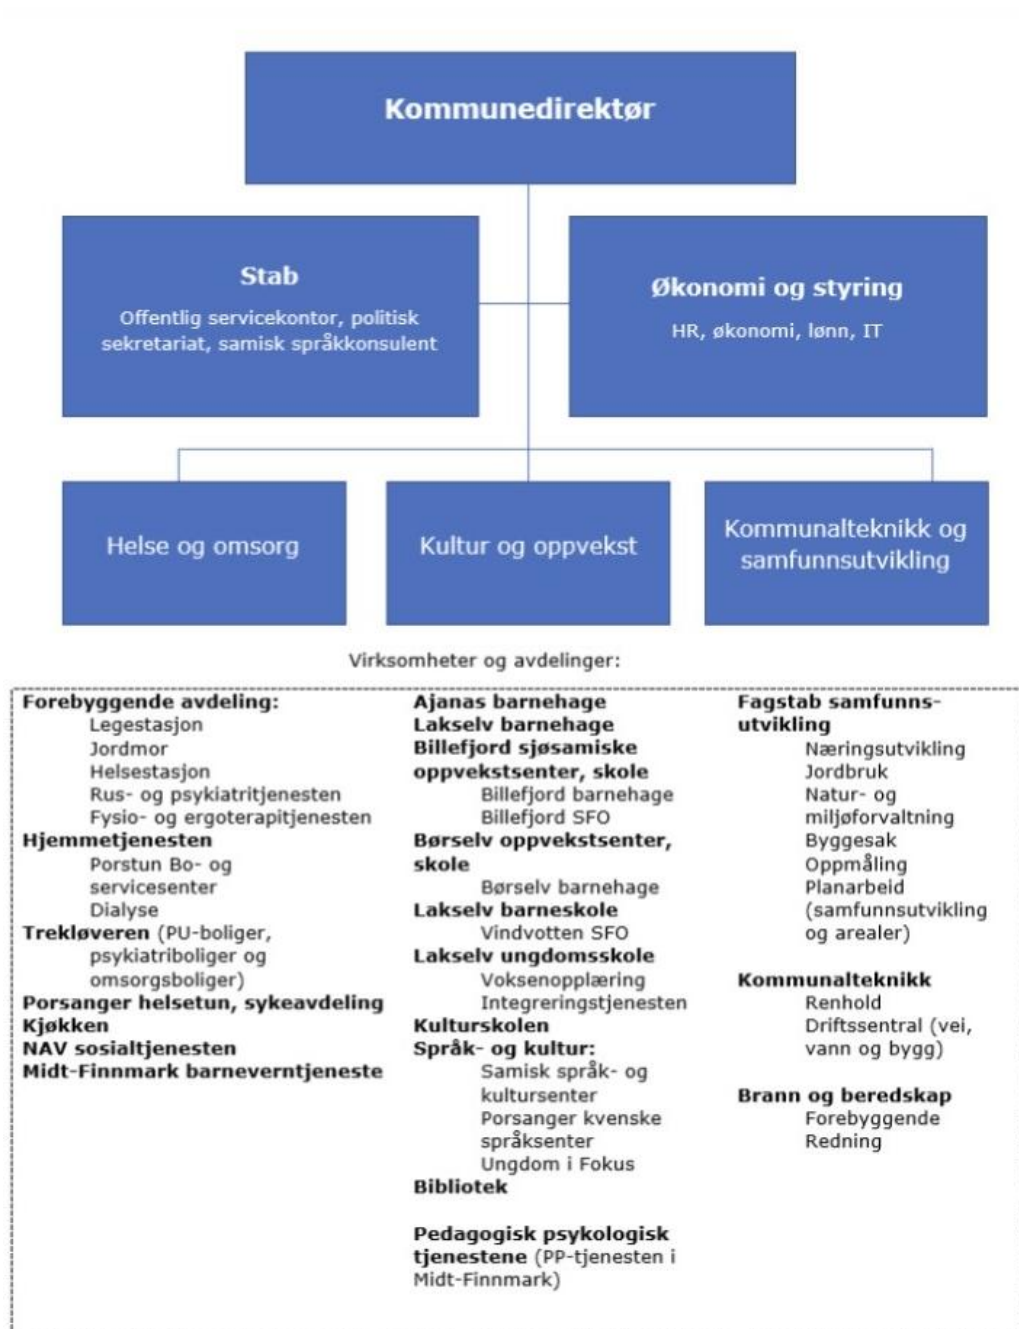 Kommunedirektør
Stab
Offentlig servicekontor, politisk
sekretariat, samisk språkkonsulent
Økonomi og styring
HR, økonomi, lønn, IT
Helse og omsorg
Kultur og oppvekst
Kommunalteknikk og
samfunnsutvikling
Virksomheter og avdelinger:
Forebyggende avdeling:
Legestasjon
Jordmor
Helsestasjon
Rus- og psykiatritjenesten
Fysio- og ergoterapitjenesten
Hjemmetjenesten
Porstun Bo- og
servicesenter
Dialyse
Trekløveren (PU-boliger,
psykiatriboliger og
omsorgsboliger)
Porsanger helsetun, sykeavdeling
Kjøkken
NAV sosialtjenesten
Midt-Finnmark barneverntjeneste
Ajanas barnehage
Lakselv barnehage
Billefjord sjøsamiske
oppvekstsenter, skole
Billefjord barnehage
Billefjord SFO
Børselv oppvekstsenter,
skole
Børselv barnehage
Lakselv barneskole
Vindvotten SFO
Lakselv ungdomsskole
Voksenopplæring
Integreringstjenesten
Kulturskolen
Språk- og kultur:
Samisk språk- og
kultursenter
Porsanger kvenske
språksenter
Ungdom i Fokus
Bibliotek
Pedagogisk psykologisk
tjenestene (PP-tjenesten i
Midt-Finnmark)
Fagstab samfunns-
utvikling
Næringsutvikling
Jordbruk
Natur- og
miljøforvaltning
Byggesak
Oppmåling
Planarbeid
(samfunnsutvikling
og arealer)
Kommunalteknikk
Renhold
Driftssentral (vei,
vann og bygg)
Brann og beredskap
Forebyggende
Redning